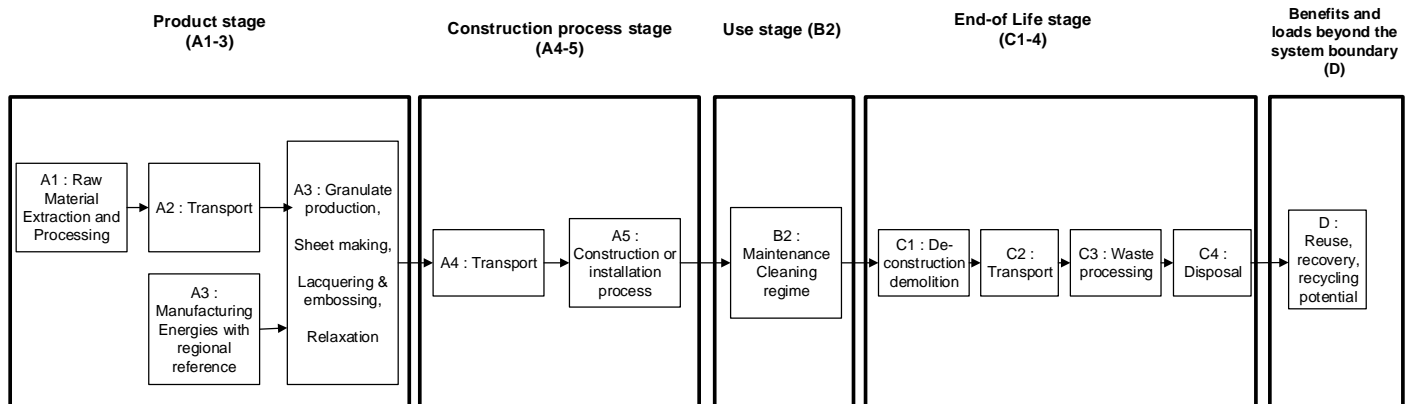 Product stage
(A1-3)
Construction process stage
(A4-5)
Use stage (B2)
End-of Life stage
(C1-4)
Benefits and
loads beyond the
system boundary
(D)
A1 : Raw
Material
Extraction and
Processing
A2 : Transport
A3 :
Manufacturing
Energies with
regional
reference
A3 : Granulate
production,
Sheet making,
Lacquering &
embossing,
Relaxation
A4 : Transport
A5 :
Construction or
installation
process
B2 :
Maintenance
Cleaning
regime
C1 : De-
construction
demolition
C2 :
Transport
C3 : Waste
processing
C4 :
Disposal
D :
Reuse,
recovery,
recycling
potential